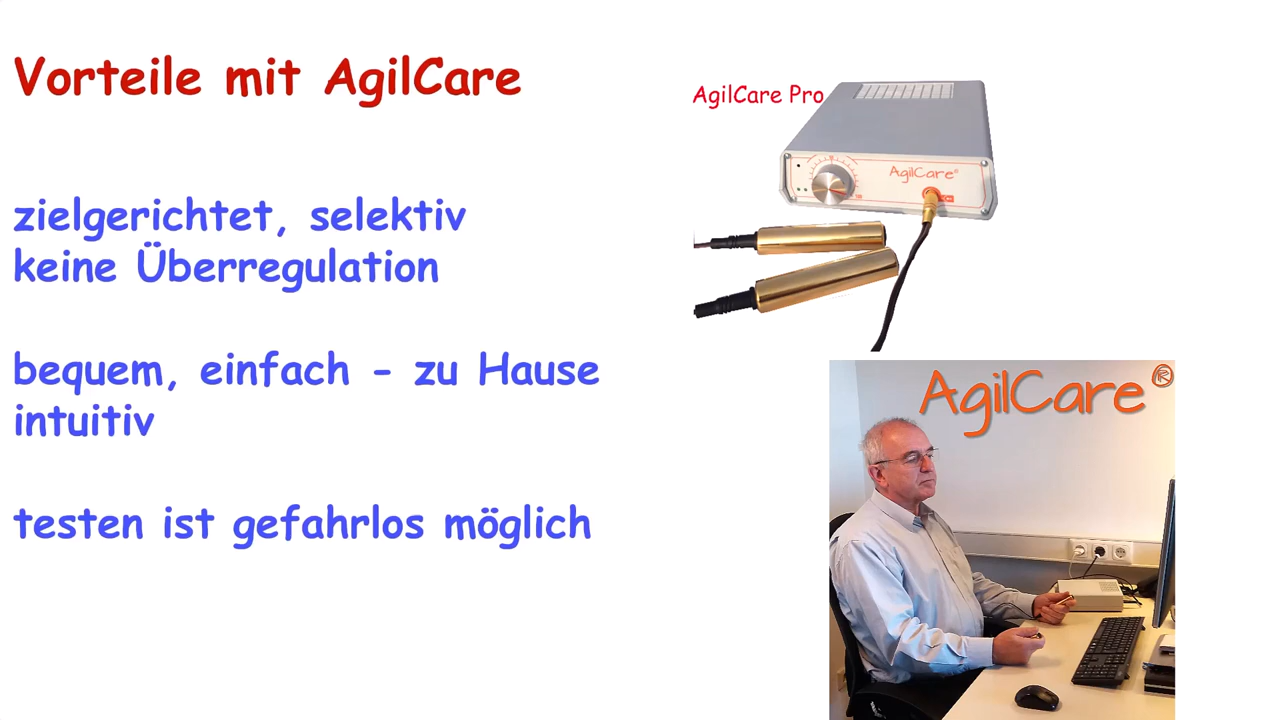 Vorteile mit AgilCare
zielgerichtet, selektiv
keine Überregulation
bequem, einfach - zu Hause
intuitiv
testen ist gefahrlos möglich
AgilCare Pro
AgilCare®
AgilCare®